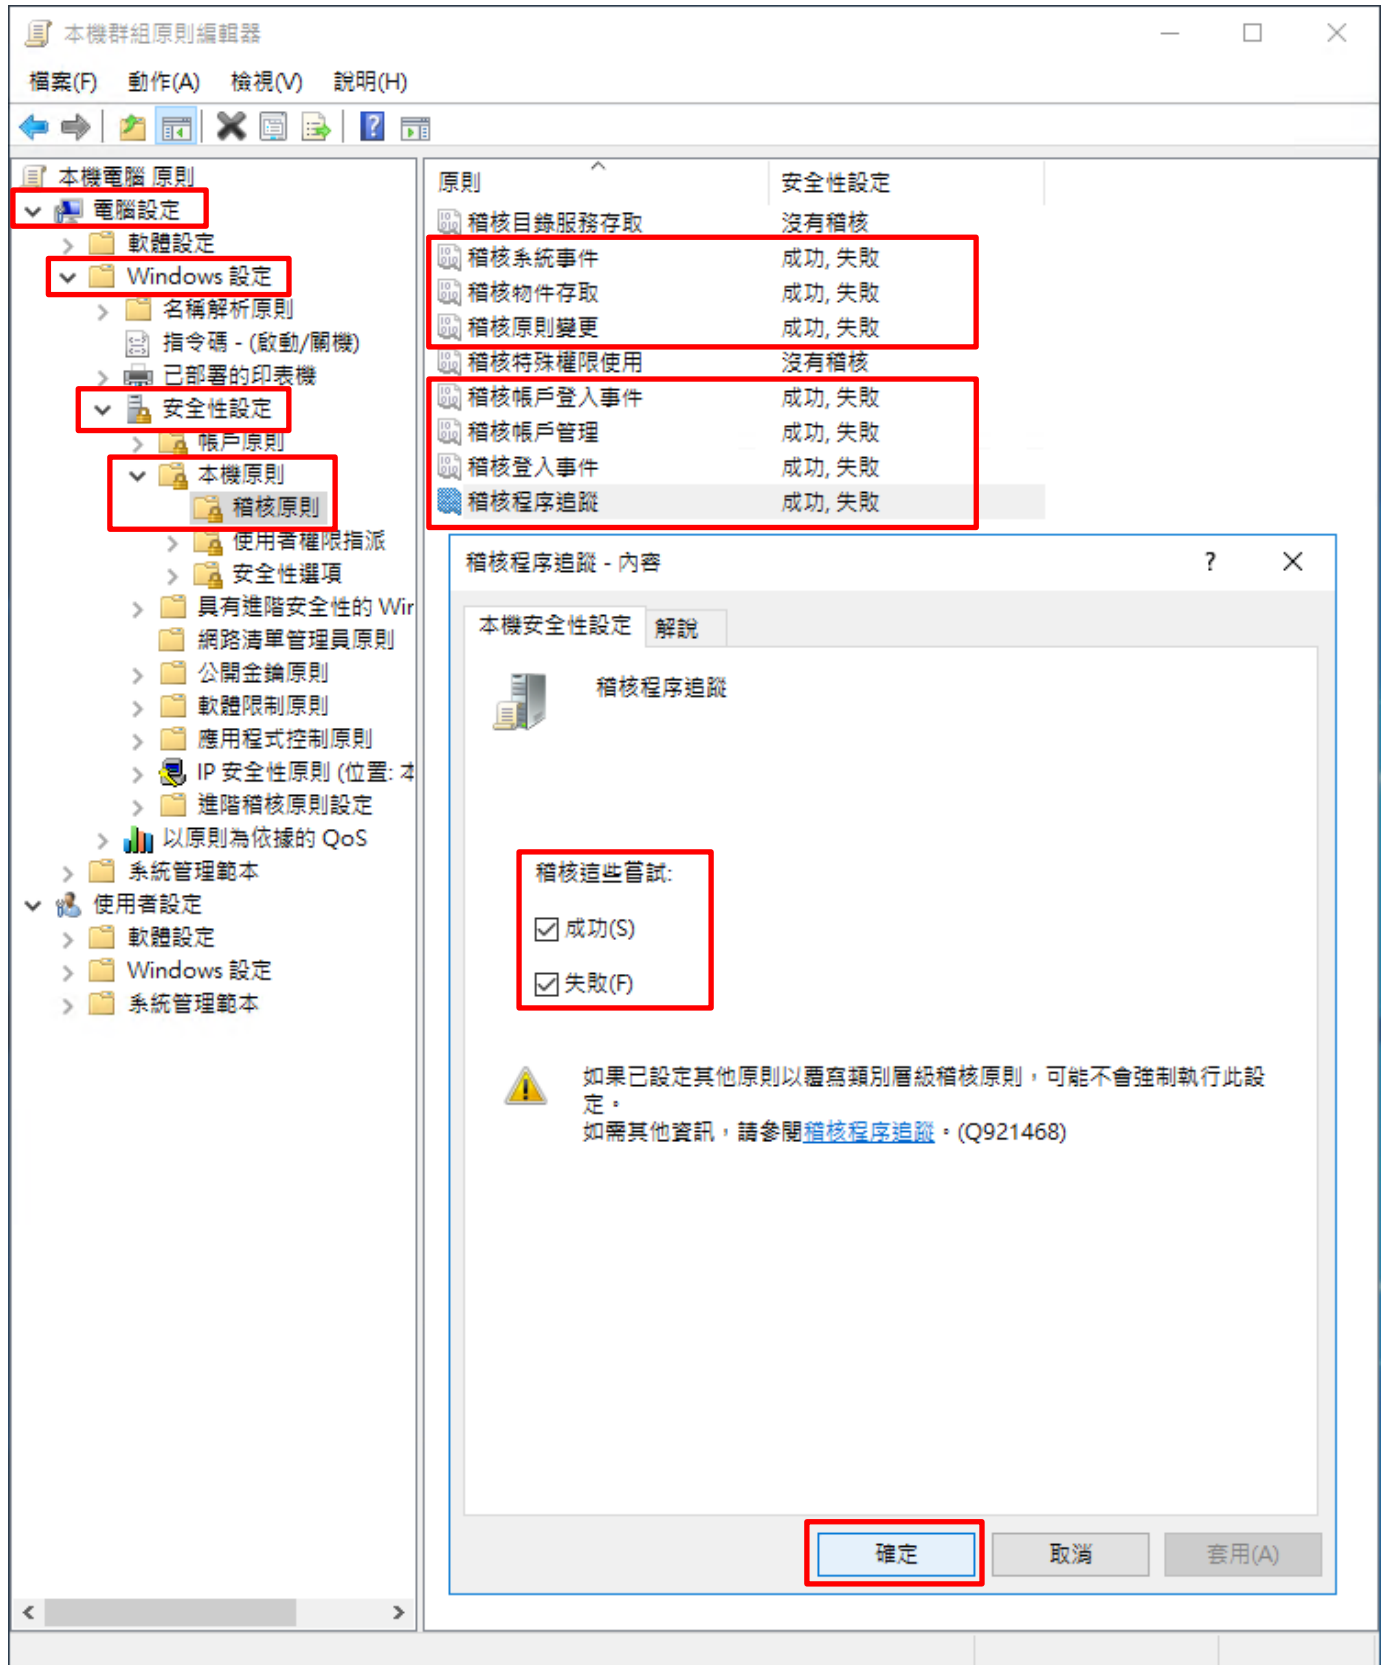 本機群組原則編輯器
檔案(F) 動作(A) 檢視(V) 說明(H)
本機電腦 原則
電腦設定
軟體設定
Windows 設定
名稱解析原則
指令碼 - (啟動/關機)
已部署的印表機
安全性設定
帳戶原則
本機原則
稽核原則
使用者權限指派
安全性選項
具有進階安全性的 Wir
網路清單管理員原則
公開金鑰原則
軟體限制原則
應用程式控制原則
IP 安全性原則 (位置: 本
進階稽核原則設定
以原則為依據的 QoS
系統管理範本
使用者設定
軟體設定
Windows 設定
系統管理範本
原則 安全性設定
稽核目錄服務存取 沒有稽核
稽核系統事件 成功, 失敗
稽核物件存取 成功, 失敗
稽核原則變更 成功, 失敗
稽核特殊權限使用 沒有稽核
稽核帳戶登入事件 成功, 失敗
稽核帳戶管理 成功, 失敗
稽核登入事件 成功, 失敗
稽核程序追蹤 成功, 失敗
稽核程序追蹤 - 內容 ?
本機安全性設定 解說
稽核程序追蹤
稽核這些嘗試:
成功(S)
失敗(F)
如果已設定其他原則以覆寫類別層級稽核原則，可能不會強制執行此設
定。
如需其他資訊，請參閱稽核程序追蹤。(Q921468)
確定 取消 套用(A)